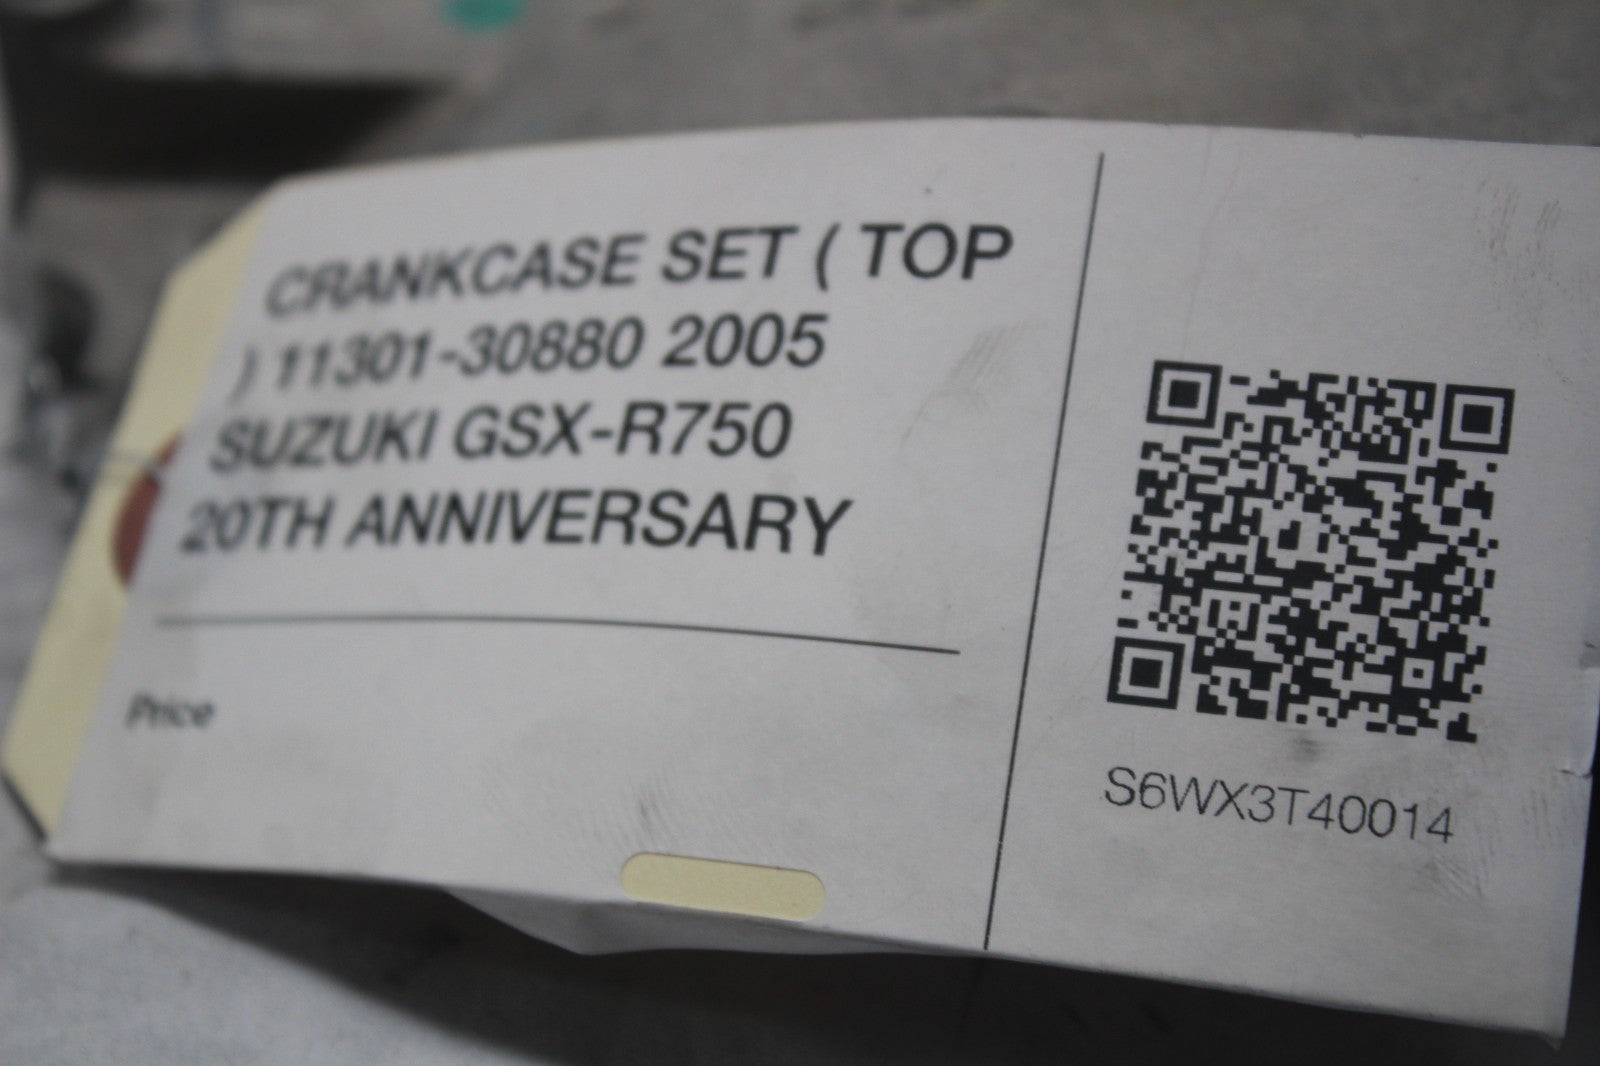 CRANKCASE SET ( TOP
) 11301-30880 2005
SUZUKI GSX-R750
20TH ANNIVERSARY
Price
S6WX3T40014